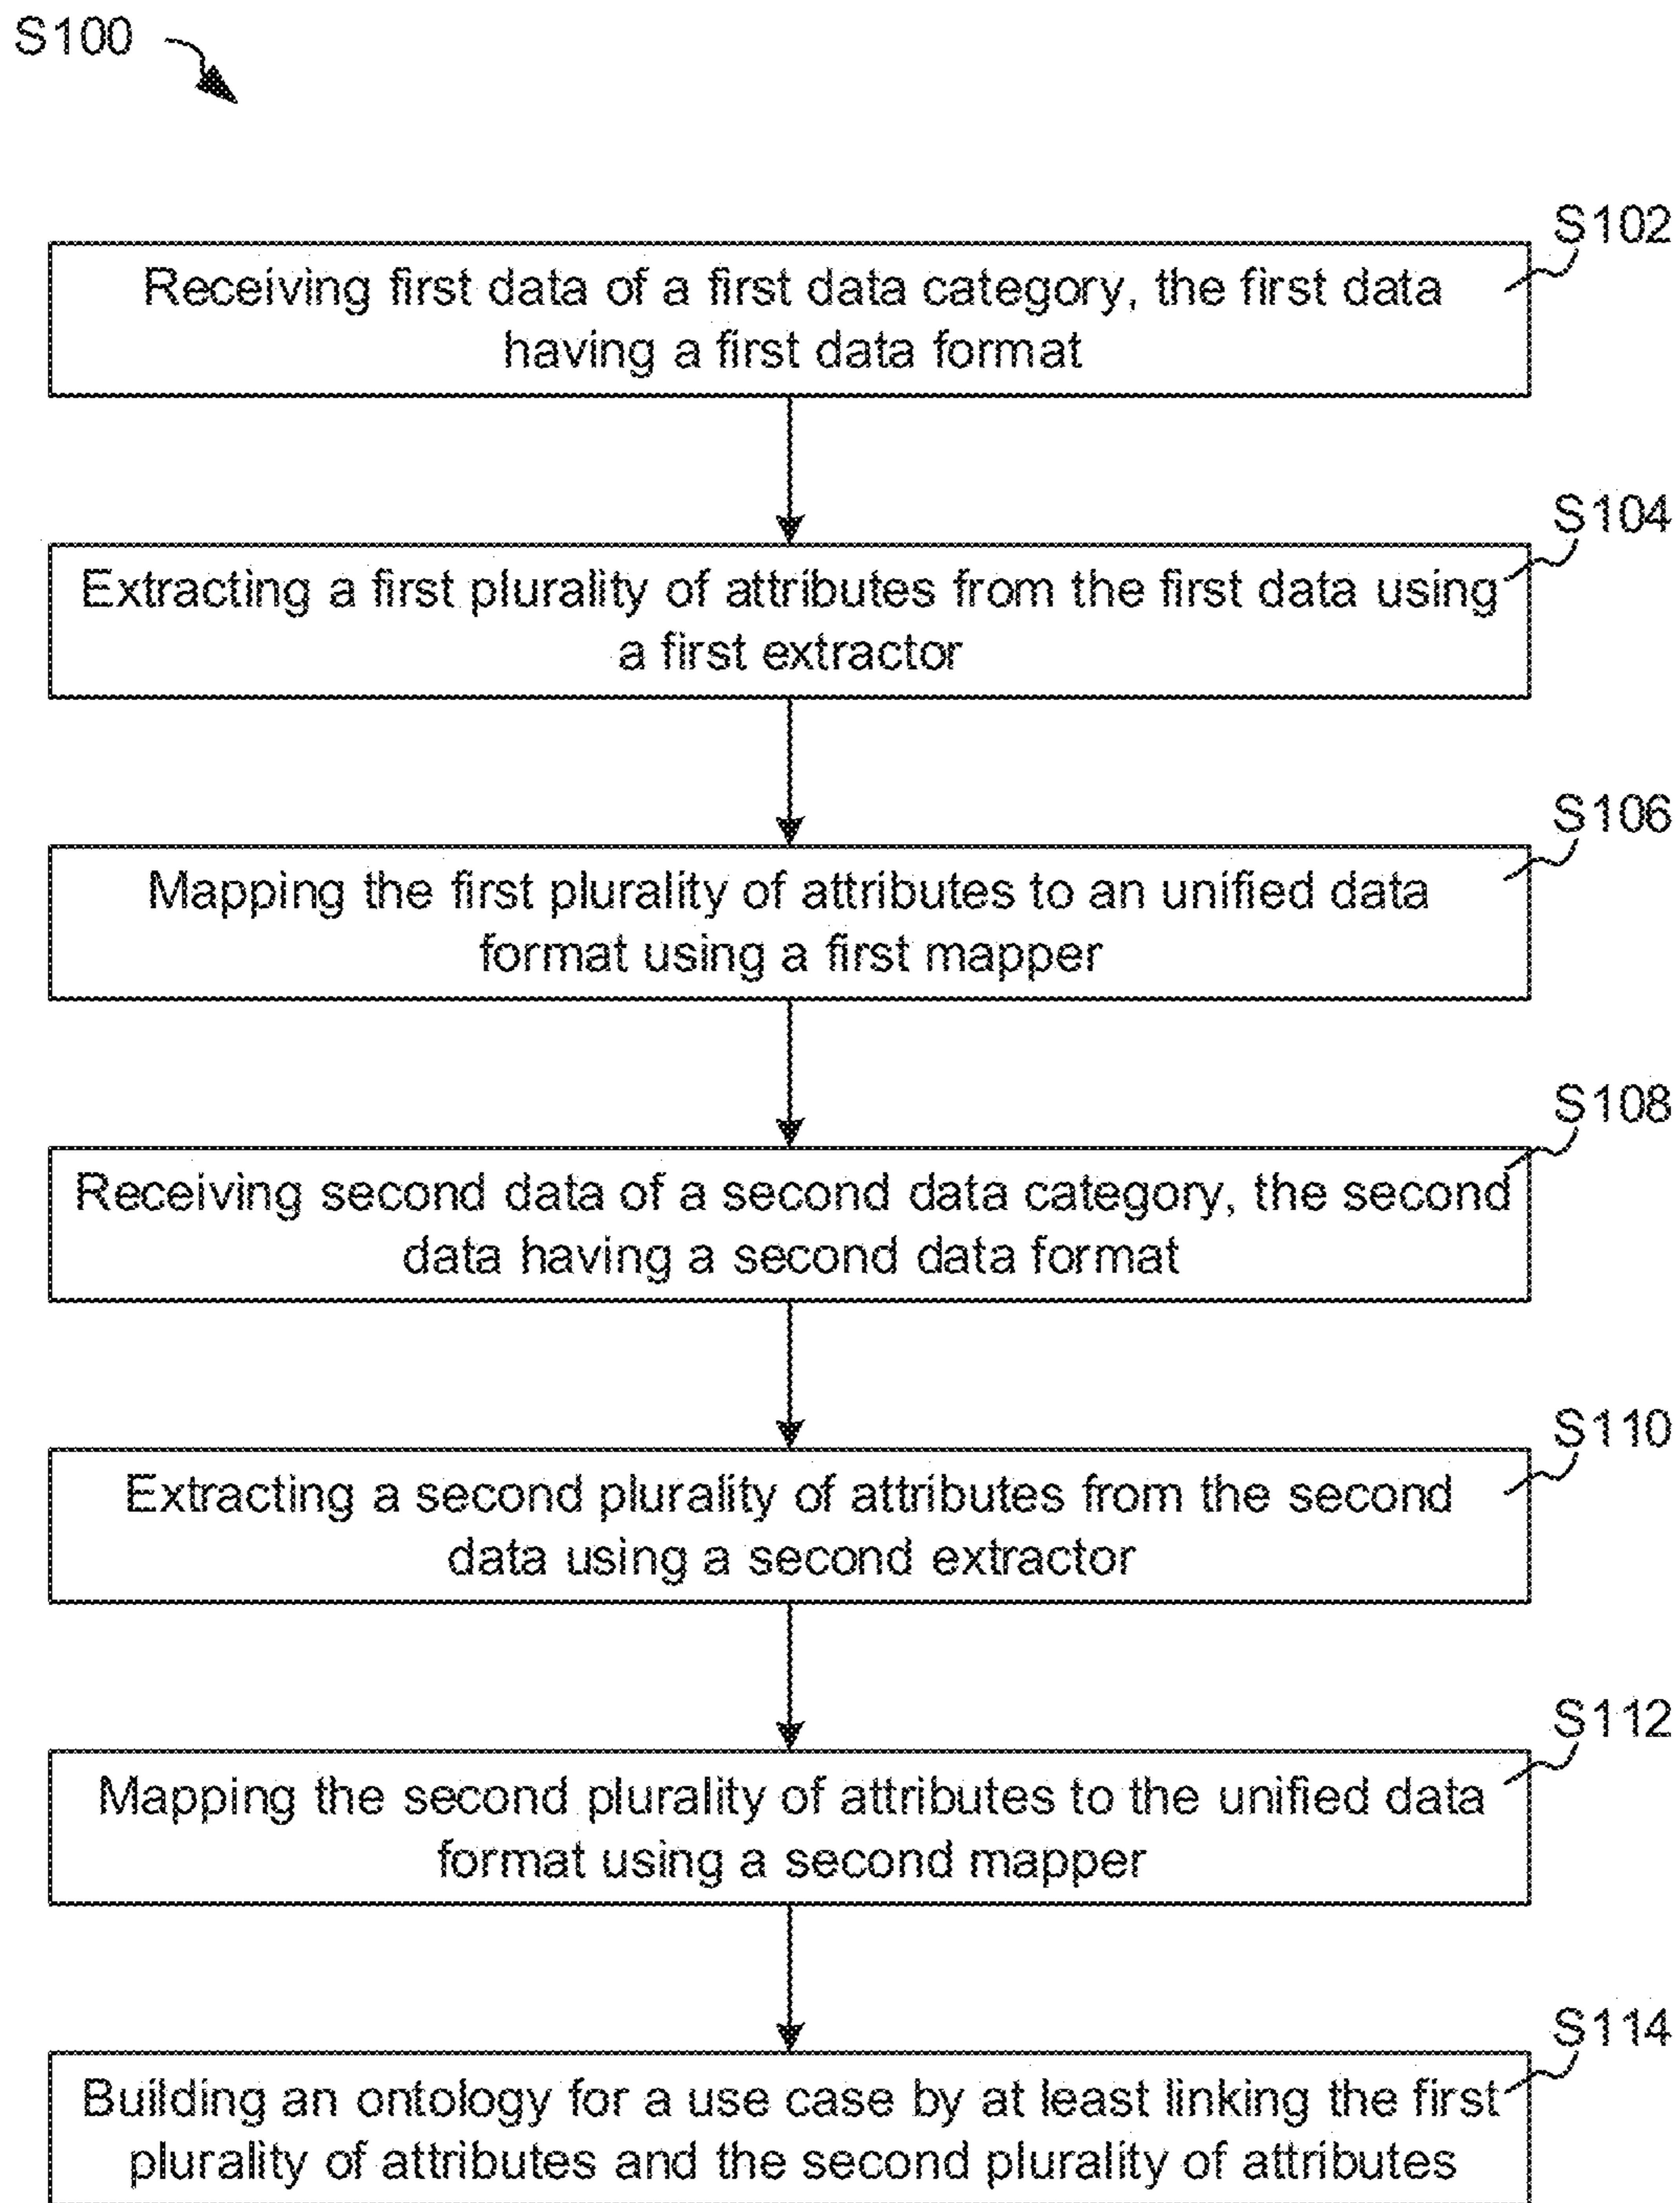 S100
S102
Receiving first data of a first data category, the first data
having a first data format
S104
Extracting a first plurality of attributes from the first data using
a first extractor
S106
Mapping the first plurality of attributes to an unified data
format using a first mapper
S108
Receiving second data of a second data category, the second
data having a second data format
S110
Extracting a second plurality of attributes from the second
data using a second extractor
S112
Mapping the second plurality of attributes to the unified data
format using a second mapper
S114
Building an ontology for a use case by at least linking the first
plurality of attributes and the second plurality of attributes